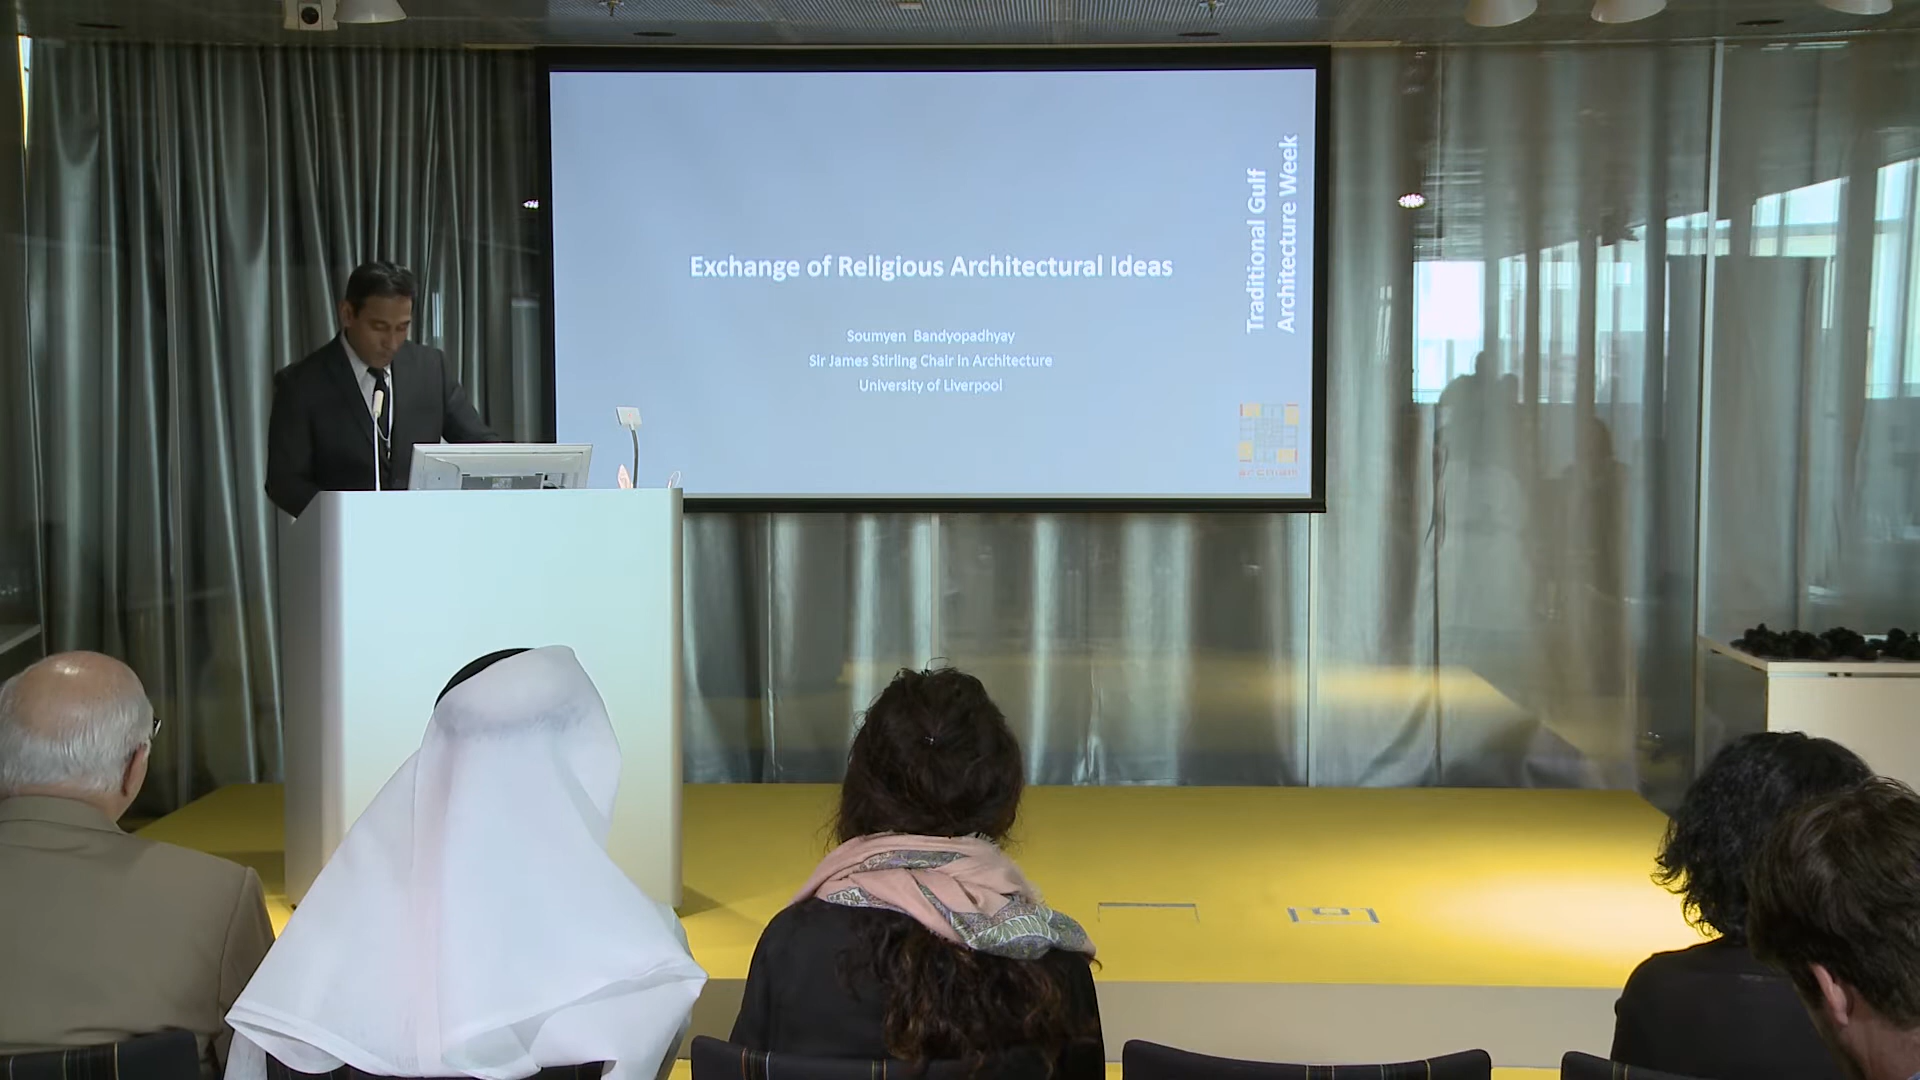 Exchange of Religious Architectural Ideas
Soumyen Bandyopadhyay
Sir James Stirling Chair in Architecture
University of Liverpool
Traditional Gulf
Architecture Week
archiam